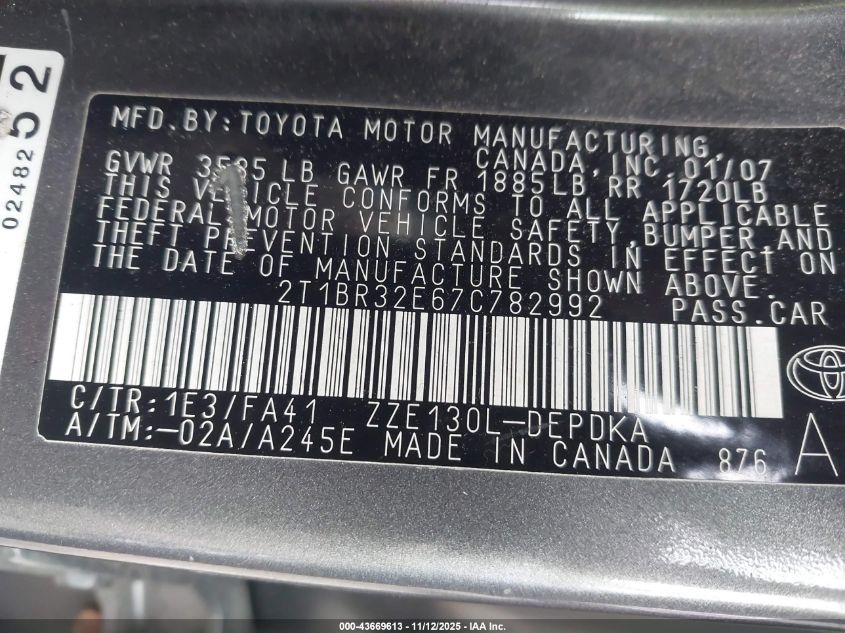 0248252
MFD.BY:TOYOTA MOTOR MANUFACTURING,
CANADA, INC. 01/07
GVWR 3585 LB GAWR FR 1885LB RR 1720LB
THIS VEHICLE CONFORMS TO ALL APPLICABLE
FEDERAL MOTOR VEHICLE SAFETY, BUMPER, AND
THEFT PREVENTION STANDARDS IN EFFECT ON
THE DATE OF MANUFACTURE SHOWN ABOVE.
2T1BR32E67C782992 PASS.CAR
C/TR:1E3/FA41 ZZE130L-DEPDKA
A/TM:-02A/A245E MADE IN CANADA 876 A
000-43669613 - 11/12/2025 - IAA Inc.